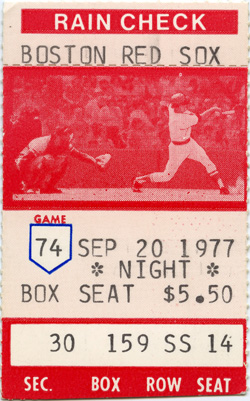 RAIN CHECK
BOSTON RED SOX
GAME
74 SEP 20 1977
* NIGHT *
BOX SEAT $5.50
30 159 SS 14
SEC. BOX ROW SEAT